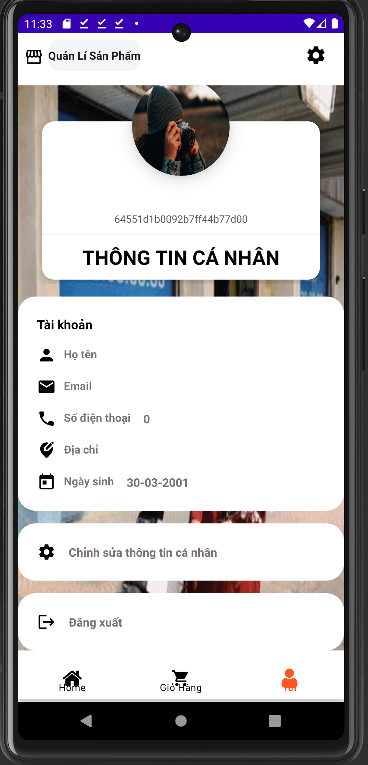 11:33
Quản Lí Sản Phẩm
64551d1b0092b7ff44b77d00
THÔNG TIN CÁ NHÂN
Tài khoản
Họ tên
Email
Số điện thoại 0
Địa chỉ
Ngày sinh 30-03-2001
Chỉnh sửa thông tin cá nhân
Đăng xuất
Home
Giỏ Hàng
Tôi